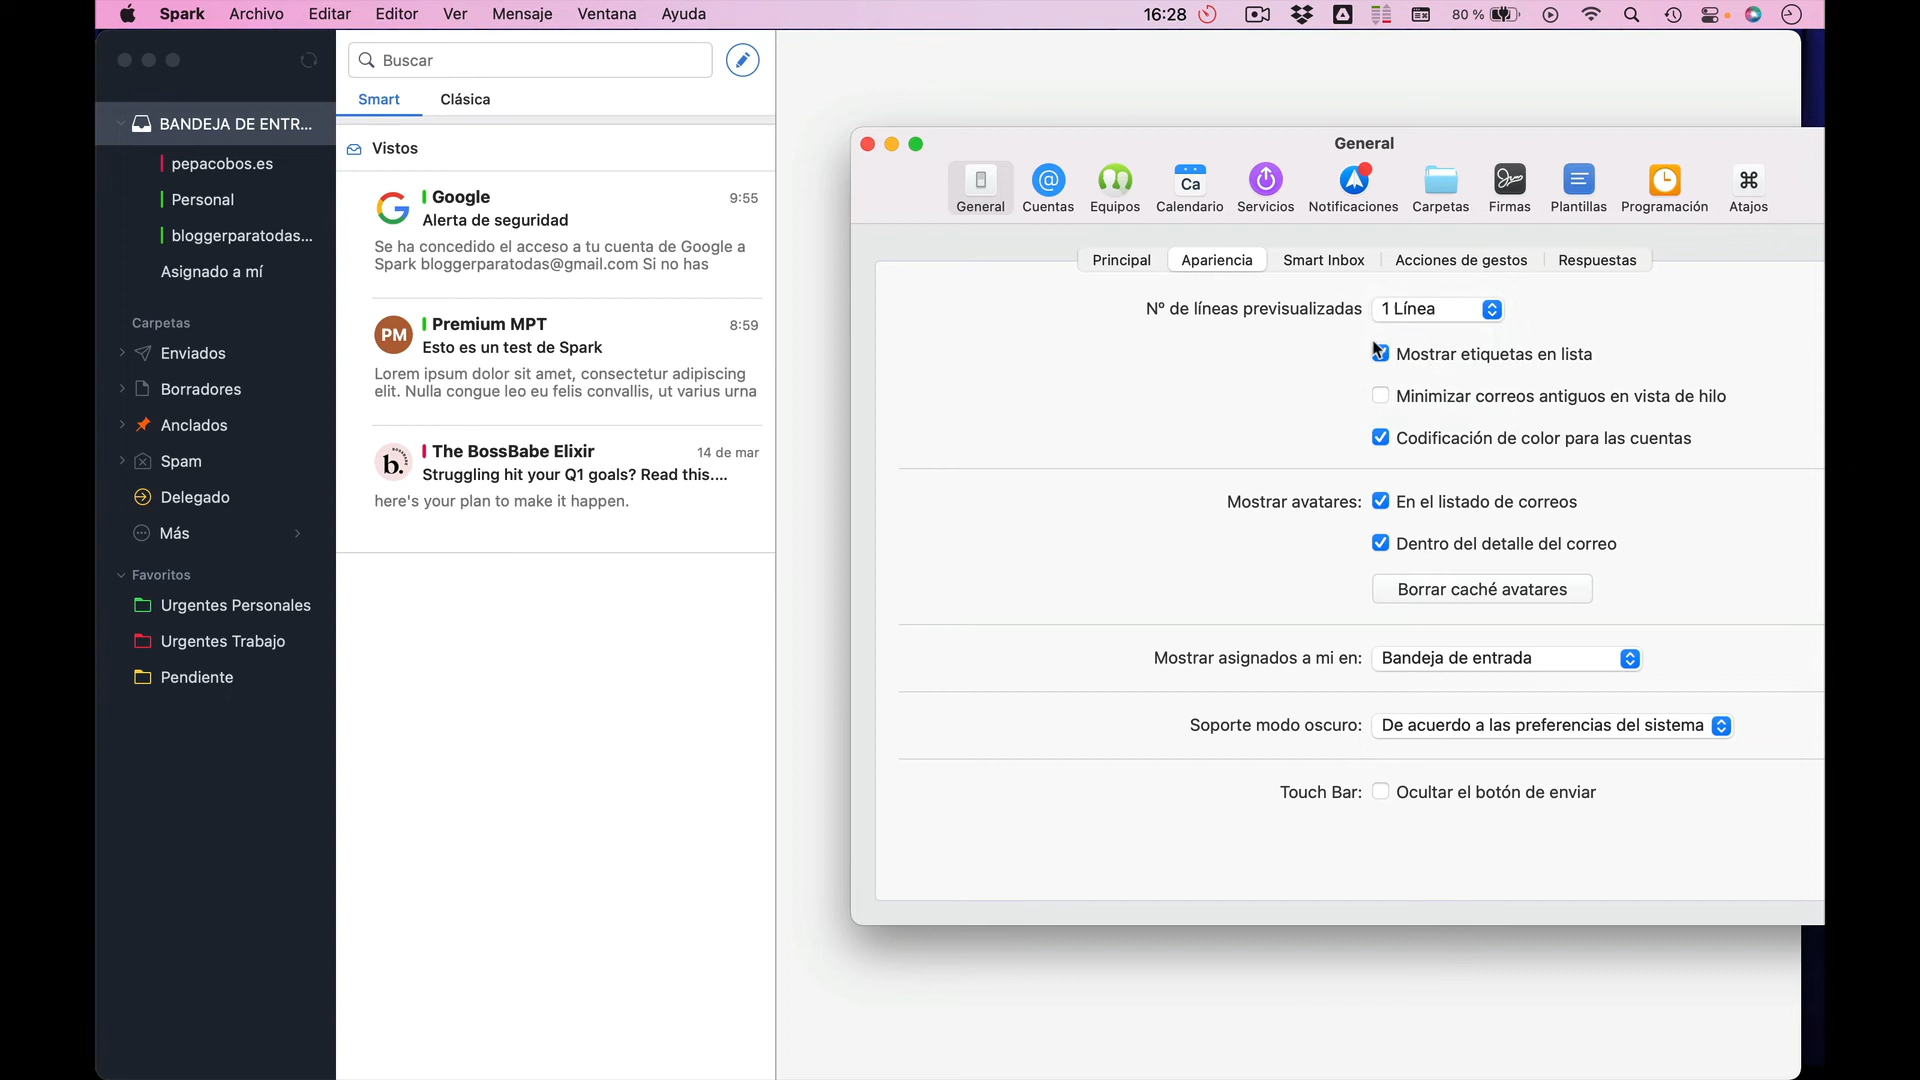 Spark Archivo Editar Editor Ver Mensaje Ventana Ayuda 16:28 80 %
Buscar
Smart Clásica
BANDEJA DE ENTR...
pepacobos.es
Personal
bloggerparatodas...
Asignado a mí
Carpetas
Enviados
Borradores
Anclados
Spam
Delegado
Más
Favoritos
Urgentes Personales
Urgentes Trabajo
Pendiente
Vistos
Google 9:55
Alerta de seguridad
Se ha concedido el acceso a tu cuenta de Google a
Spark bloggerparatodas@gmail.com Si no has
PM
Premium MPT 8:59
Esto es un test de Spark
Lorem ipsum dolor sit amet, consectetur adipiscing
elit. Nulla congue leo eu felis convallis, ut varius urna
b.
The BossBabe Elixir 14 de mar
Struggling hit your Q1 goals? Read this....
here's your plan to make it happen.
General
Ca
General Cuentas Equipos Calendario Servicios Notificaciones Carpetas Firmas Plantillas Programación Atajos
Principal Apariencia Smart Inbox Acciones de gestos Respuestas
Nº de líneas previsualizadas 1 Línea
Mostrar etiquetas en lista
Minimizar correos antiguos en vista de hilo
Codificación de color para las cuentas
Mostrar avatares: En el listado de correos
Dentro del detalle del correo
Borrar caché avatares
Mostrar asignados a mi en: Bandeja de entrada
Soporte modo oscuro: De acuerdo a las preferencias del sistema
Touch Bar: Ocultar el botón de enviar